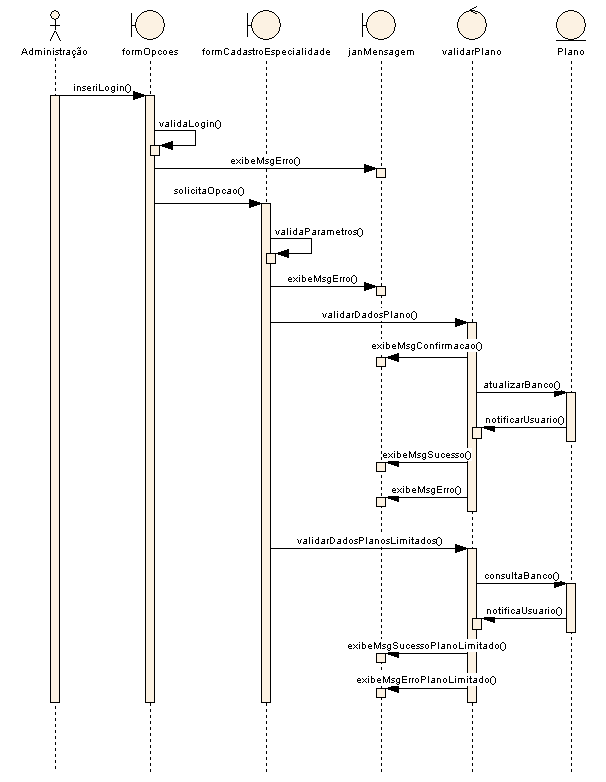 Administração
formOpcoes
formCadastroEspecialidade
janMensagem
validarPlano
Plano
inseriLogin()
validaLogin()
exibeMsgErro()
solicitaOpcao()
validaParametros()
exibeMsgErro()
validarDadosPlano()
exibeMsgConfirmacao()
atualizarBanco()
notificarUsuario()
exibeMsgSucesso()
exibeMsgErro()
validarDadosPlanosLimitados()
consultaBanco()
notificaUsuario()
exibeMsgSucessoPlanoLimitado()
exibeMsgErroPlanoLimitado()